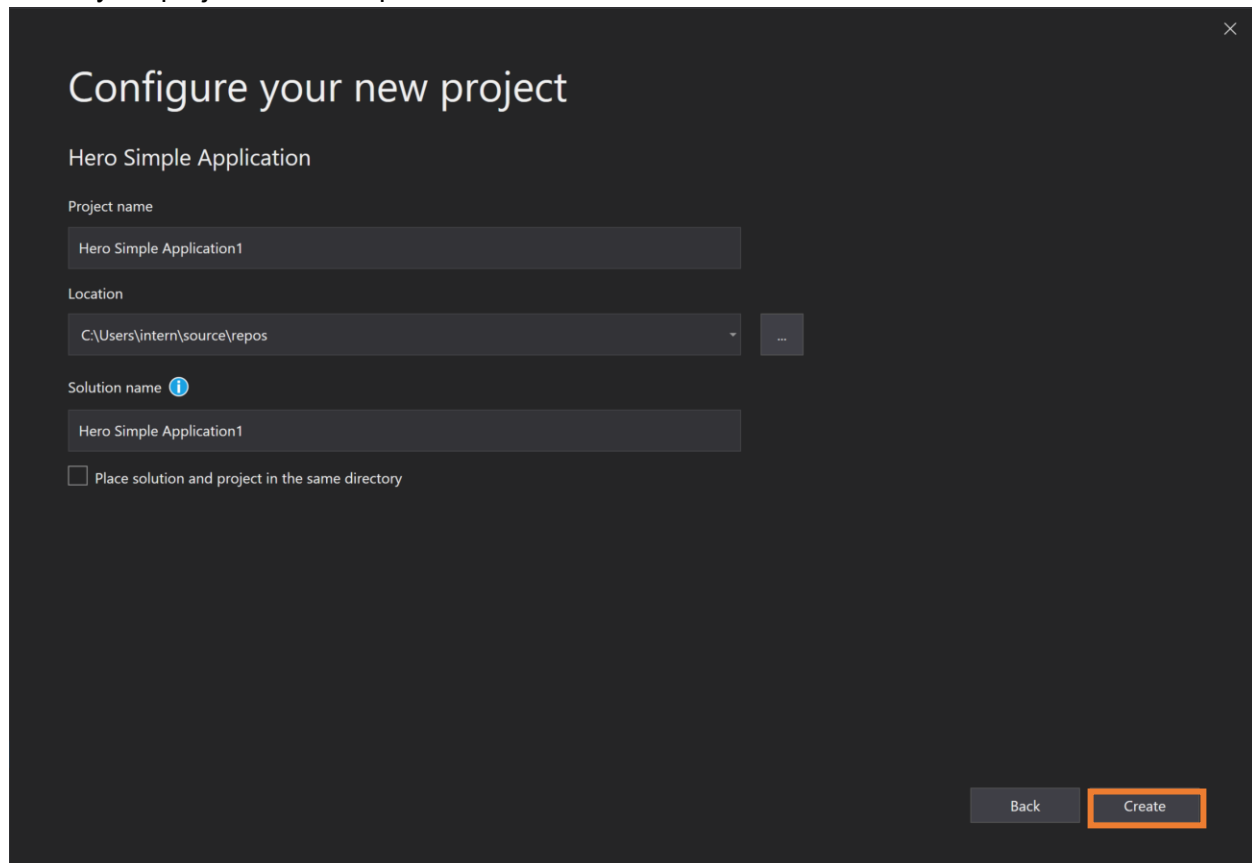 Configure your new project
Hero Simple Application
Project name
Hero Simple Application1
Location
C:\Users\intern\source\repos
...
Solution name
Hero Simple Application1
Place solution and project in the same directory
Back Create